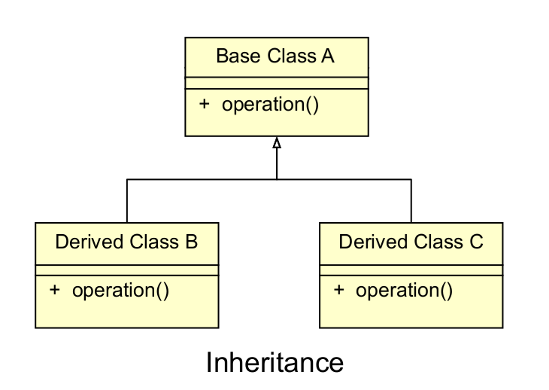 Base Class A
+ operation()
Derived Class B
+ operation()
Derived Class C
+ operation()
Inheritance